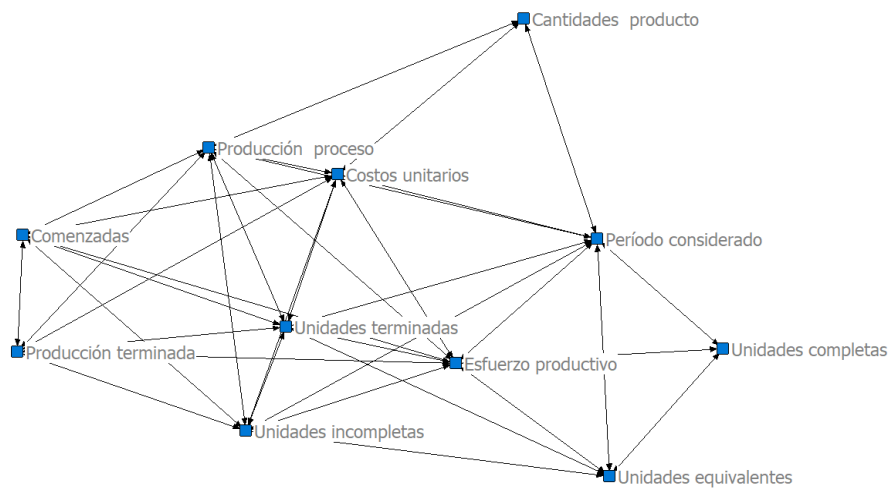 Cantidades  producto
Producción  proceso
Costos unitarios
Comenzadas
Período considerado
Unidades terminadas
Producción terminada
Unidades completas
Esfuerzo productivo
Unidades incompletas
Unidades equivalentes